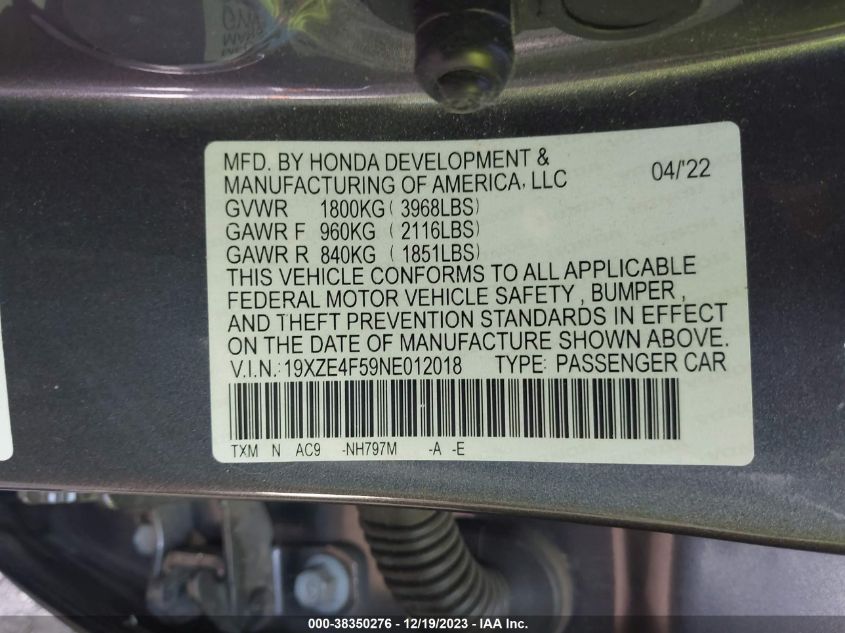 MFD. BY HONDA DEVELOPMENT &
MANUFACTURING OF AMERICA, LLC 04/'22
GVWR 1800KG ( 3968LBS)
GAWR F 960KG ( 2116LBS)
GAWR R 840KG ( 1851LBS)
THIS VEHICLE CONFORMS TO ALL APPLICABLE
FEDERAL MOTOR VEHICLE SAFETY , BUMPER ,
AND THEFT PREVENTION STANDARDS IN EFFECT
ON THE DATE OF MANUFACTURE SHOWN ABOVE.
V.I.N.: 19XZE4F59NE012018 TYPE: PASSENGER CAR
TXM N AC9 -NH797M -A -E
000-38350276 - 12/19/2023 - IAA Inc.